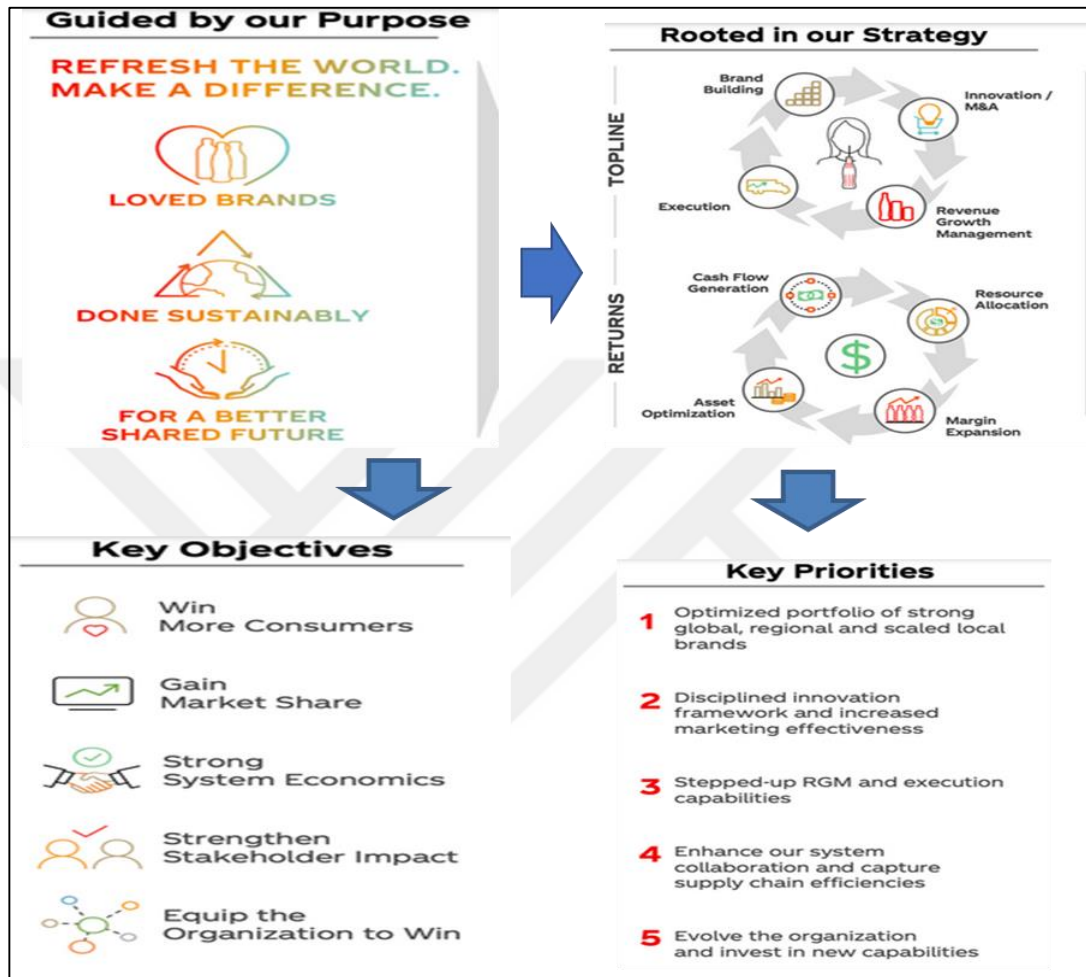 Guided by our Purpose
REFRESH THE WORLD.
MAKE A DIFFERENCE.
LOVED BRANDS
DONE SUSTAINABLY
FOR A BETTER
SHARED FUTURE
Rooted in our Strategy
TOPLINE
Brand
Building
Innovation /
M&A
Execution
Revenue
Growth
Management
RETURNS
Cash Flow
Generation
Resource
Allocation
$
Asset
Optimization
Margin
Expansion
Key Objectives
Win
More Consumers
Gain
Market Share
Strong
System Economics
Strengthen
Stakeholder Impact
Equip the
Organization to Win
Key Priorities
1 Optimized portfolio of strong
global, regional and scaled local
brands
2 Disciplined innovation
framework and increased
marketing effectiveness
3 Stepped-up RGM and execution
capabilities
4 Enhance our system
collaboration and capture
supply chain efficiencies
5 Evolve the organization
and invest in new capabilities